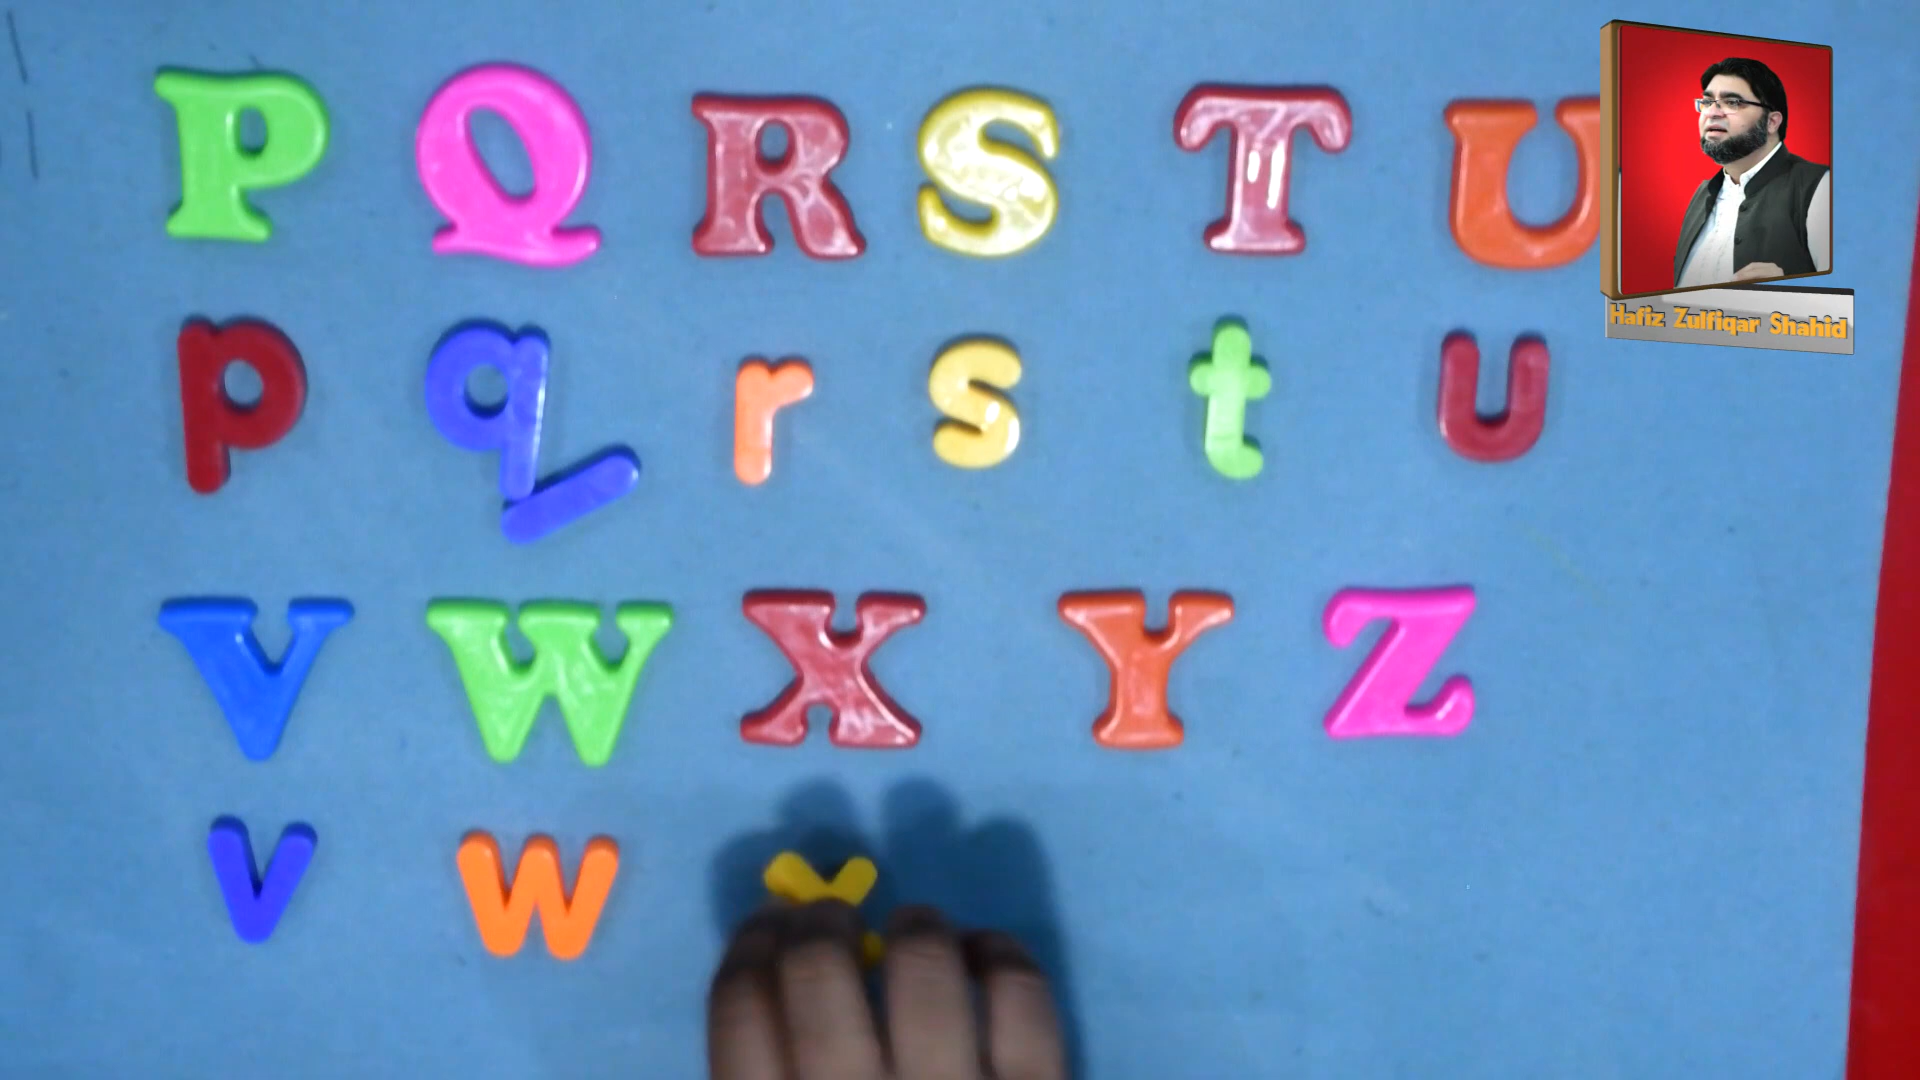 P Q R S T U
Hafiz Zulfiqar Shahid
p q r s t u
V W X Y Z
v w x